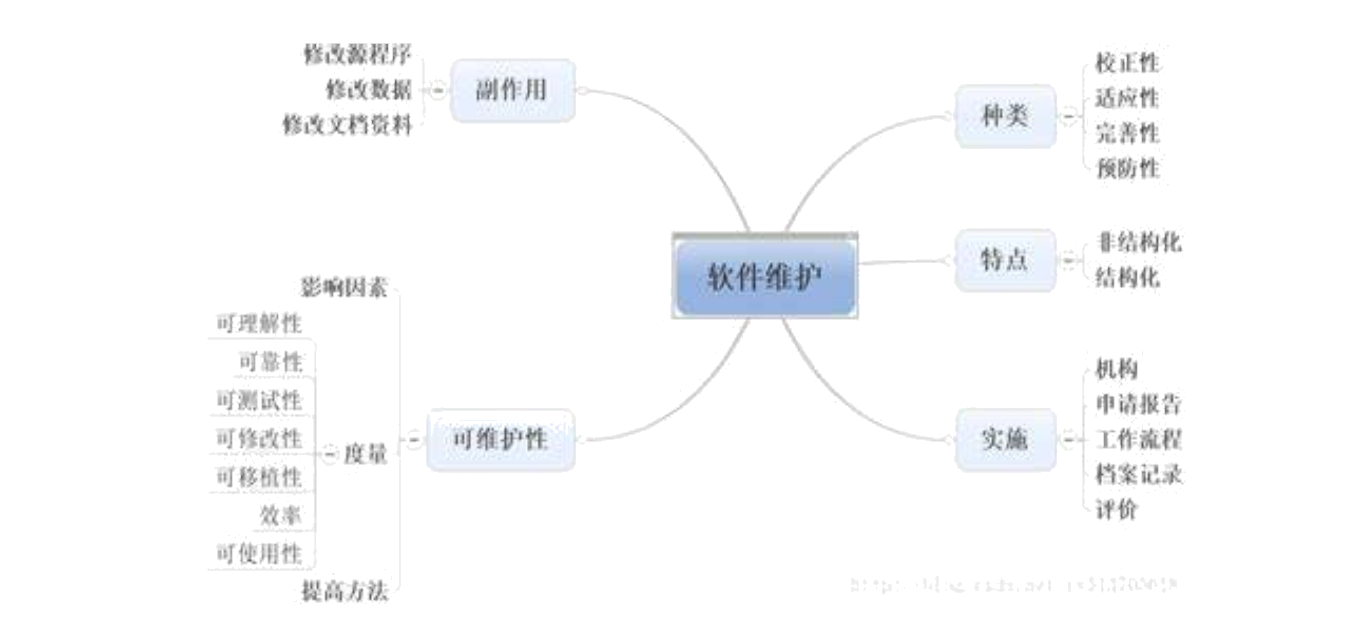 软件维护
种类
校正性
适应性
完善性
预防性
特点
非结构化
结构化
实施
机构
申请报告
工作流程
档案记录
评价
副作用
修改源程序
修改数据
修改文档资料
可维护性
影响因素
度量
可理解性
可靠性
可测试性
可修改性
可移植性
效率
可使用性
提高方法